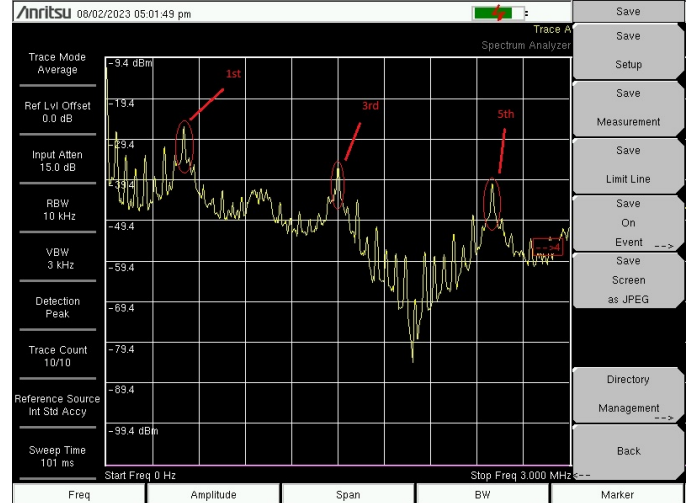 Anritsu 08/02/2023 05:01:49 pm
Save
Trace A
Spectrum Analyzer
Trace Mode
Average
Ref Lvl Offset
0.0 dB
Input Atten
15.0 dB
RBW
10 kHz
VBW
3 kHz
Detection
Peak
Trace Count
10/10
Reference Source
Int Std Accy
Sweep Time
101 ms
-9.4 dBm
-19.4
-29.4
-39.4
-49.4
-59.4
-69.4
-79.4
-89.4
-99.4 dBm
1st
3rd
5th
-->4
Start Freq 0 Hz
Stop Freq 3.000 MHz
Save
Setup
Save
Measurement
Save
Limit Line
Save
On
Event -->
Save
Screen
as JPEG
Directory
Management
-->
Back
<--
Freq
Amplitude
Span
BW
Marker